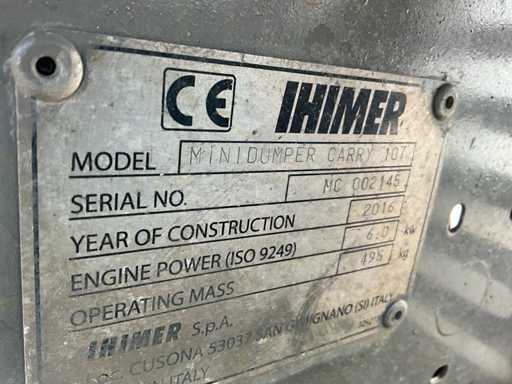 CE IHIMER
MODEL MINIDUMPER CARRY 107
SERIAL NO. MC 002145
YEAR OF CONSTRUCTION 2016
ENGINE POWER (ISO 9249) 6.0 kW
OPERATING MASS 495 kg
IHIMER S.p.A.
CUSONA 53037 SAN GIMIGNANO (SI) ITALY
ITALY